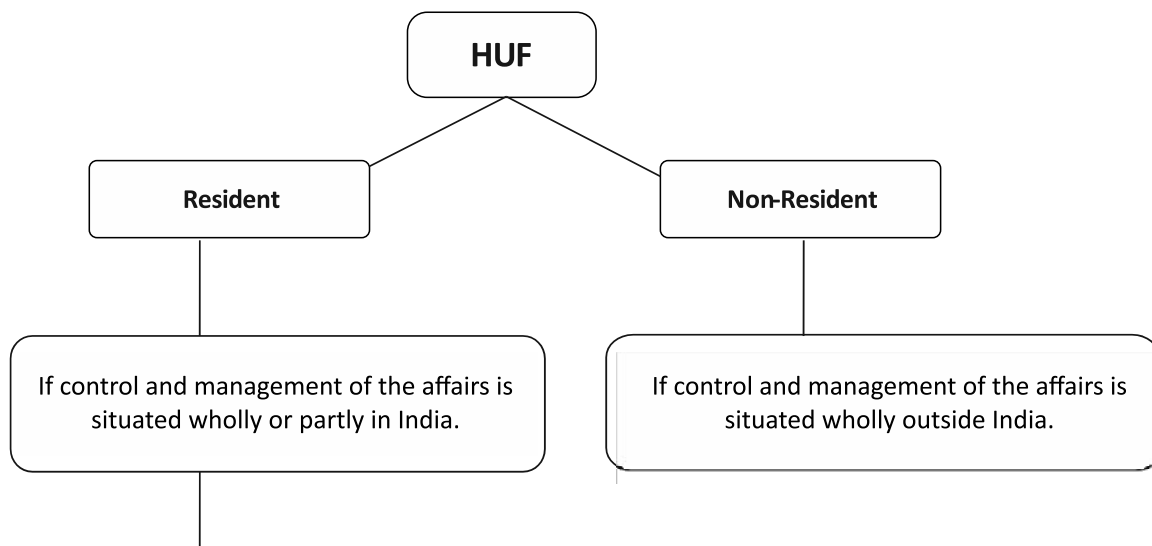 HUF
Resident
Non-Resident
If control and management of the affairs is
situated wholly or partly in India.
If control and management of the affairs is
situated wholly outside India.